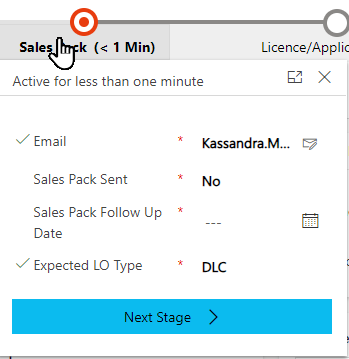 Sales Pack (< 1 Min)
Licence/Applic
Active for less than one minute
Email * Kassandra.M...
Sales Pack Sent * No
Sales Pack Follow Up * ---
Date
Expected LO Type * DLC
Next Stage